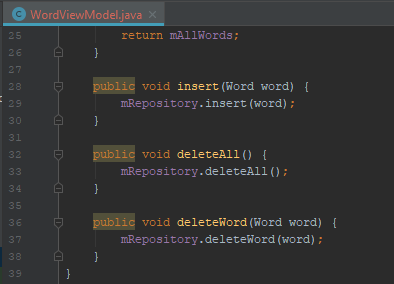 WordViewModel.java
25 return mAllWords;
26 }
27
28 public void insert(Word word) {
29 mRepository.insert(word);
30 }
31
32 public void deleteAll() {
33 mRepository.deleteAll();
34 }
35
36 public void deleteWord(Word word) {
37 mRepository.deleteWord(word);
38 }
39 }